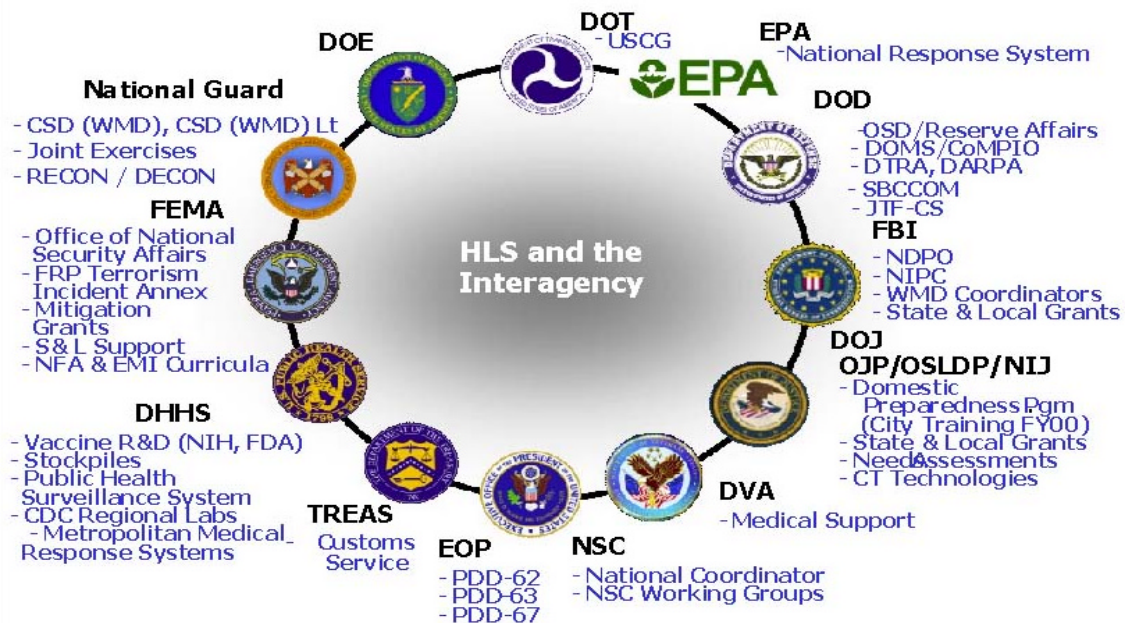 DOT
- USCG
EPA
-National Response System
EPA
DOE
National Guard
- CSD (WMD), CSD (WMD) Lt
- Joint Exercises
- RECON / DECON
DOD
-OSD/Reserve Affairs
- DOMS/CoMPIO
- DTRA, DARPA
- SBCCOM
- JTF-CS
FEMA
- Office of National
Security Affairs
- FRP Terrorism
Incident Annex
- Mitigation
Grants
- S&L Support
- NFA & EMI Curricula
HLS and the
Interagency
FBI
- NDPO
- NIPC
- WMD Coordinators
- State & Local Grants
DOJ
OJP/OSLDP/NIJ
- Domestic
Preparedness Pgm.
(City Training FY00)
- State & Local Grants
- Needs Assessments
- CT Technologies
DHHS
- Vaccine R&D (NIH, FDA)
- Stockpiles
- Public Health
Surveillance System
- CDC Regional Labs
- Metropolitan Medical
Response Systems
TREAS
Customs
Service
EOP
- PDD-62
- PDD-63
- PDD-67
NSC
- National Coordinator
- NSC Working Groups
DVA
- Medical Support